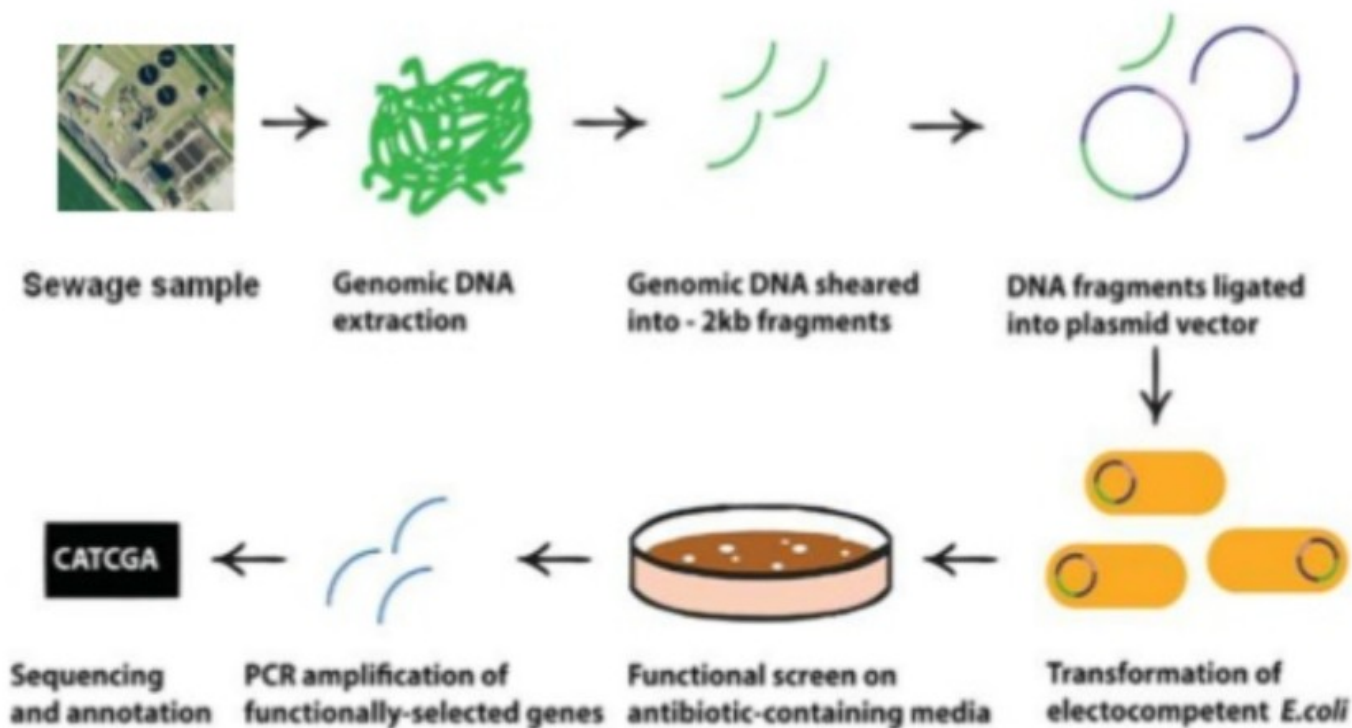 Sewage sample
Genomic DNA
extraction
Genomic DNA sheared
into - 2kb fragments
DNA fragments ligated
into plasmid vector
CATCGA
Sequencing
and annotation
PCR amplification of
functionally-selected genes
Functional screen on
antibiotic-containing media
Transformation of
electocompetent E.coli